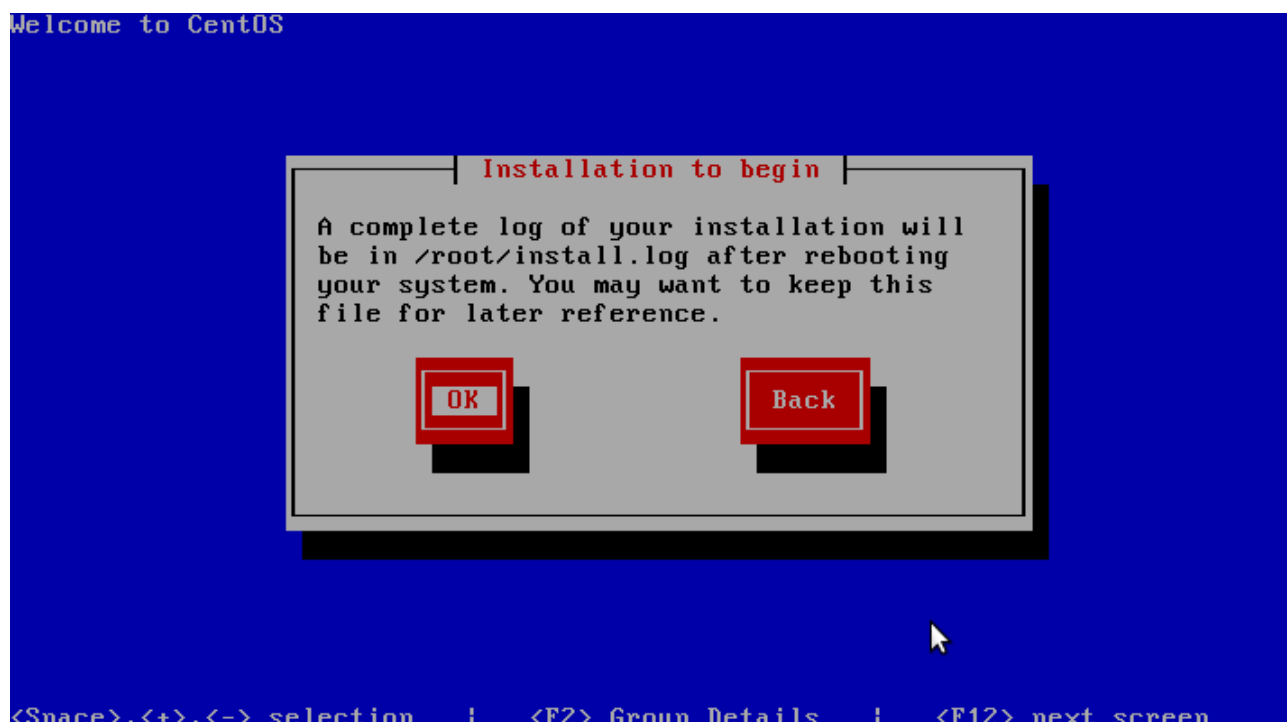 Welcome to CentOS
Installation to begin
A complete log of your installation will
be in /root/install.log after rebooting
your system. You may want to keep this
file for later reference.
OK Back
<Space>,<+>,<-> selection | <F2> Group Details | <F12> next screen